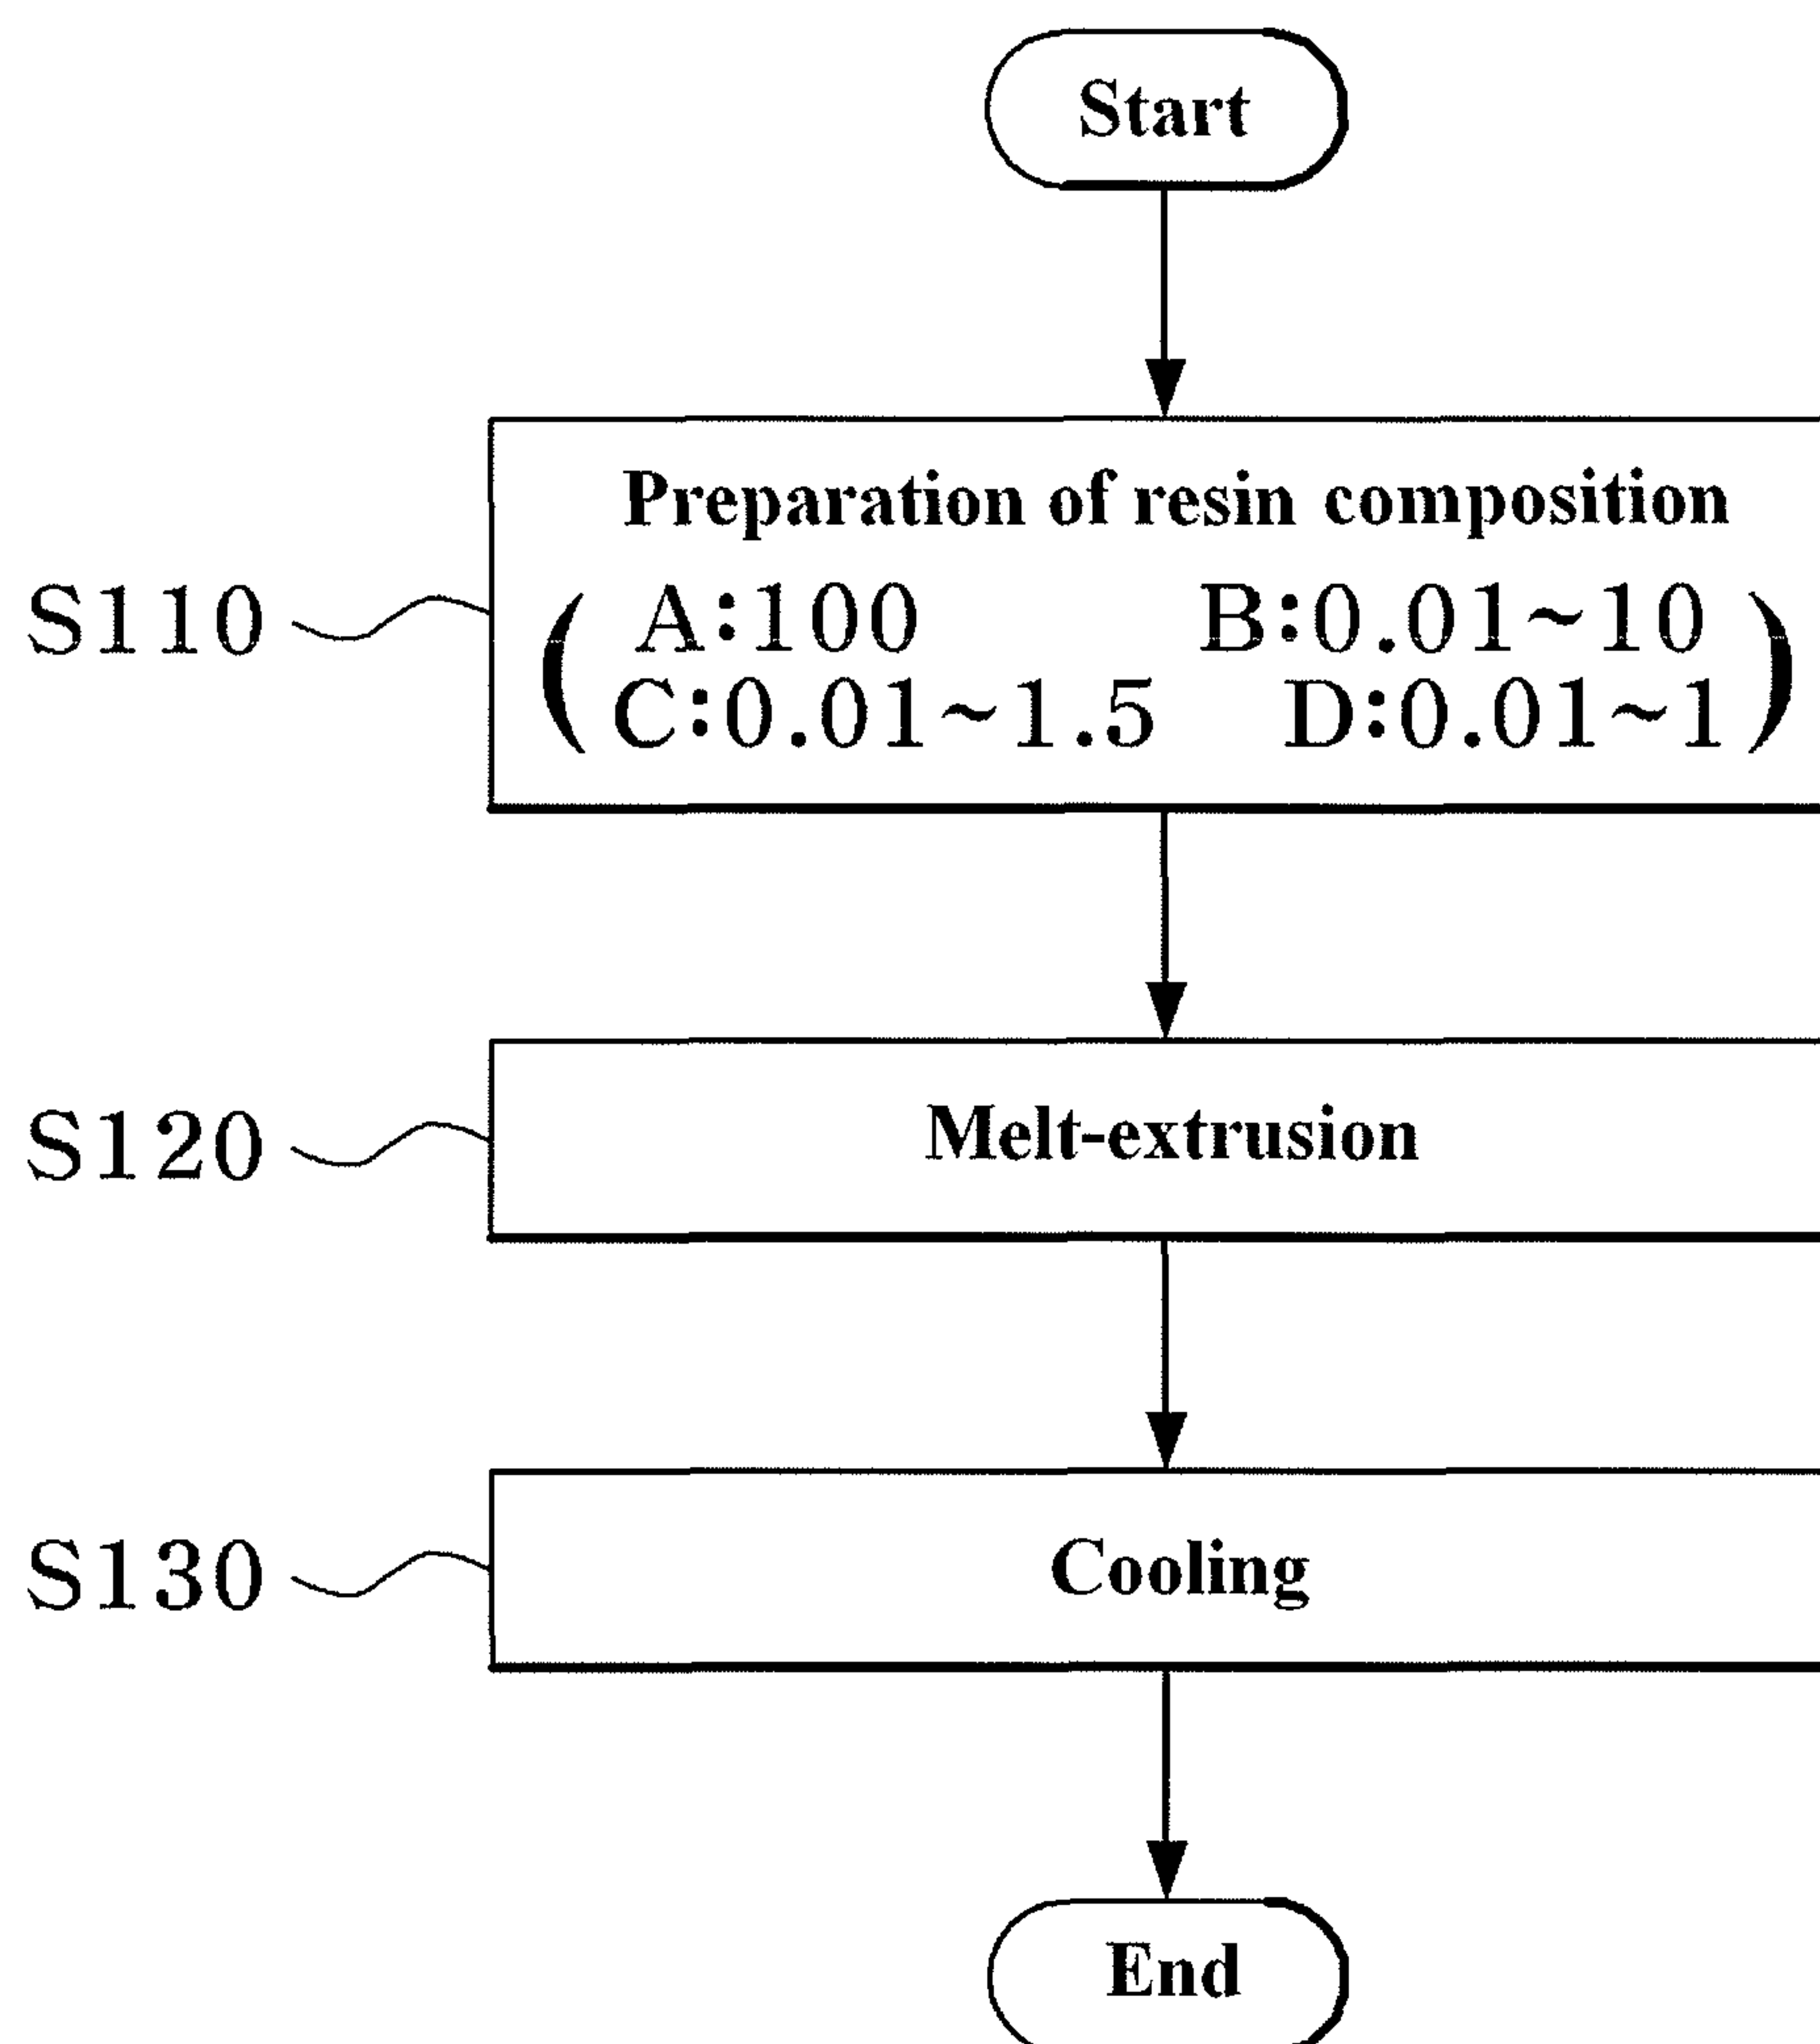 Start
Preparation of resin composition
S110
( A:100 B:0.01~10 )
C:0.01~1.5 D:0.01~1
S120
Melt-extrusion
S130
Cooling
End